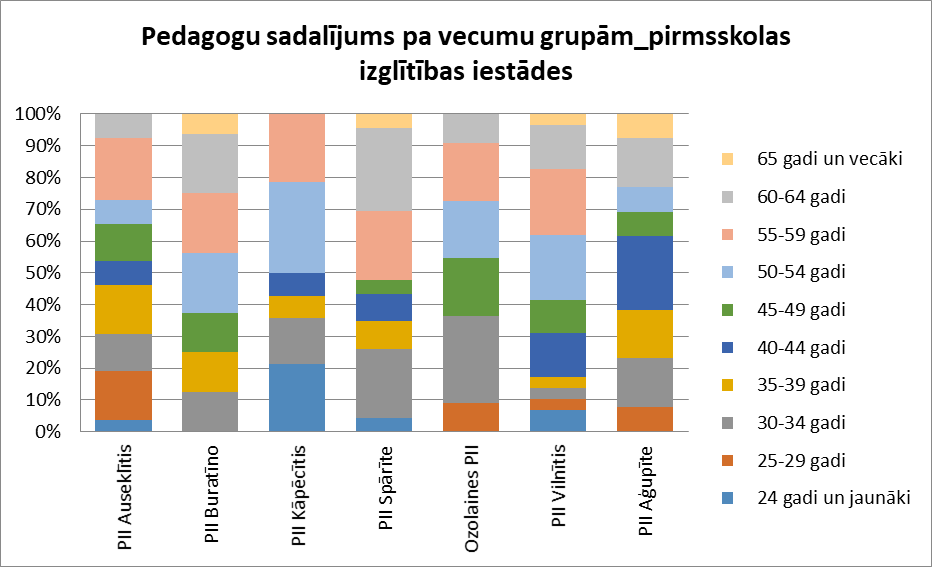 Pedagogu sadalījums pa vecumu grupām_pirmsskolas
izglītības iestādes
100%
90%
80%
70%
60%
50%
40%
30%
20%
10%
0%
PII Auseklītis
PII Buratīno
PII Kāpēcītis
PII Spārīte
Ozolaines PII
PII Vilnītis
PII Aģupīte
65 gadi un vecāki
60-64 gadi
55-59 gadi
50-54 gadi
45-49 gadi
40-44 gadi
35-39 gadi
30-34 gadi
25-29 gadi
24 gadi un jaunāki